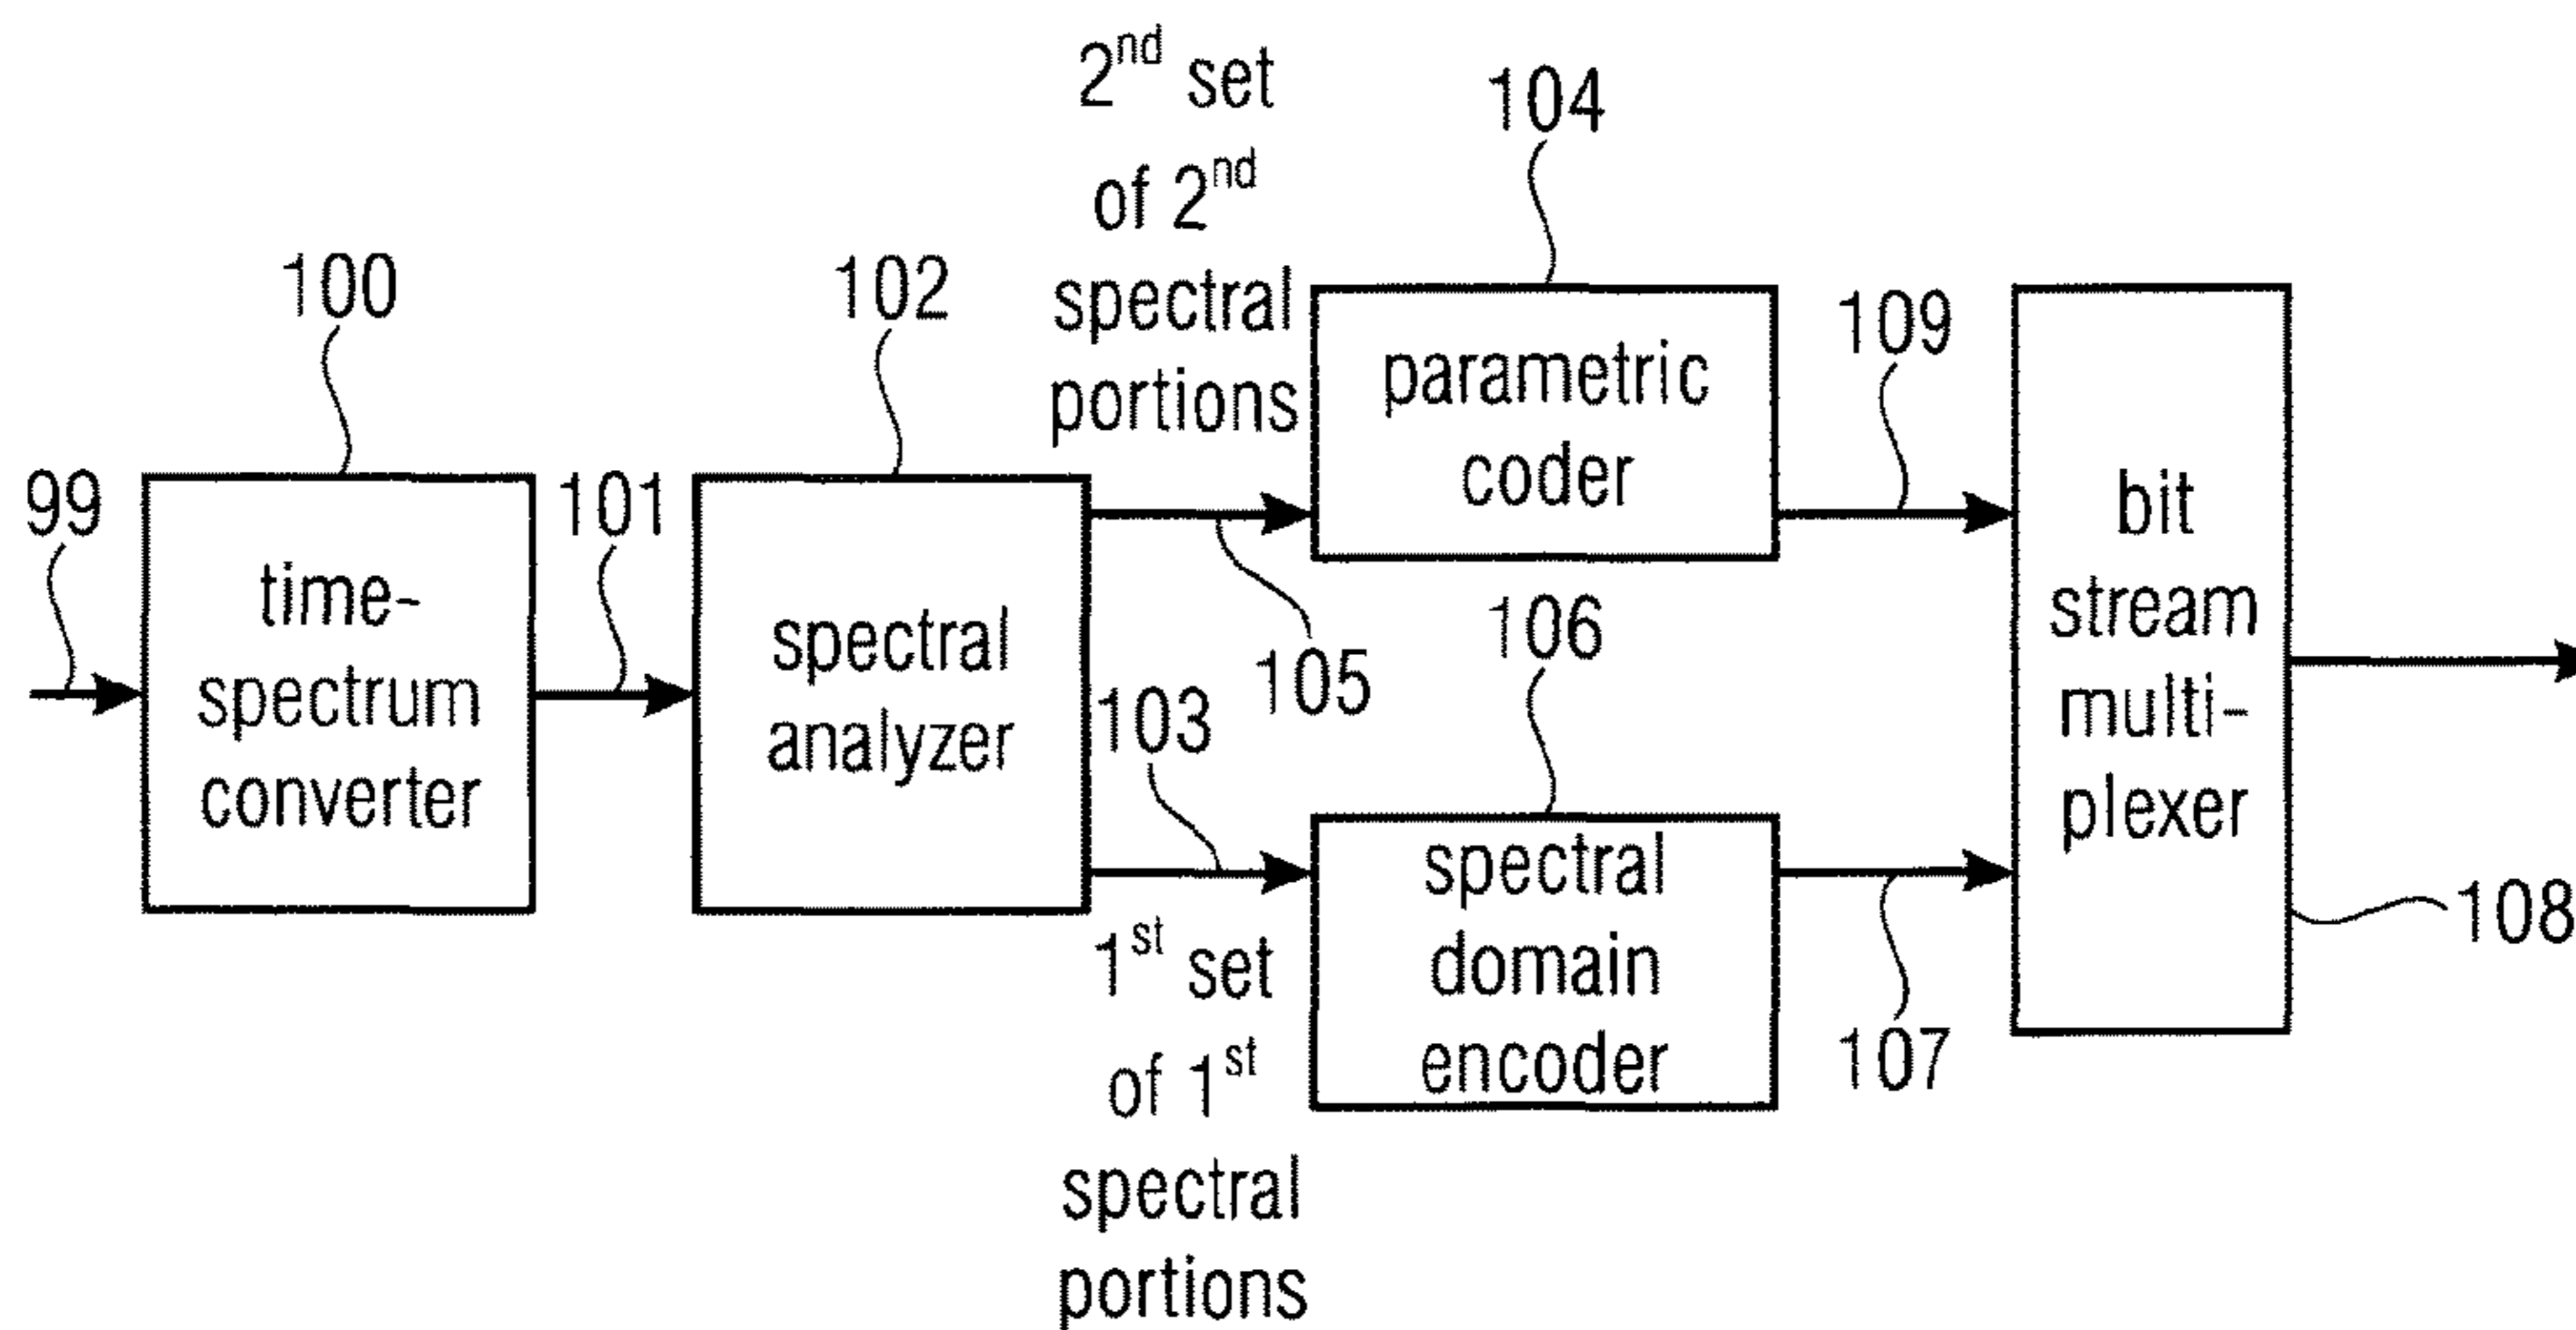 99
100
time-
spectrum
converter
101
102
spectral
analyzer
2nd set
of 2nd
spectral
portions
105
103
1st set
of 1st
spectral
portions
104
parametric
coder
106
spectral
domain
encoder
109
107
bit
stream
multi-
plexer
108